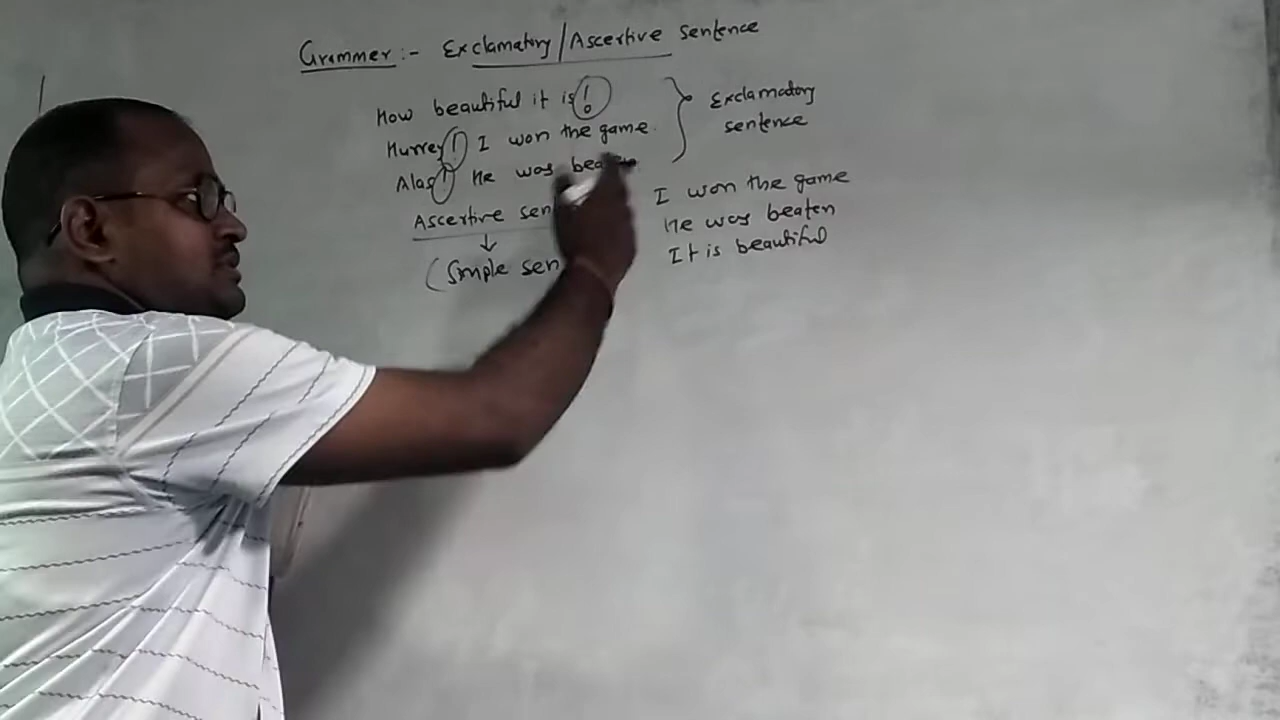 Grammer:- Exclamatory/Ascertive sentence
How beautiful it is!
Hurrey! I won the game.
Alas! He was
Exclamatory
sentence
Ascertive
(Simple
I won the game
He was beaten
It is beautiful